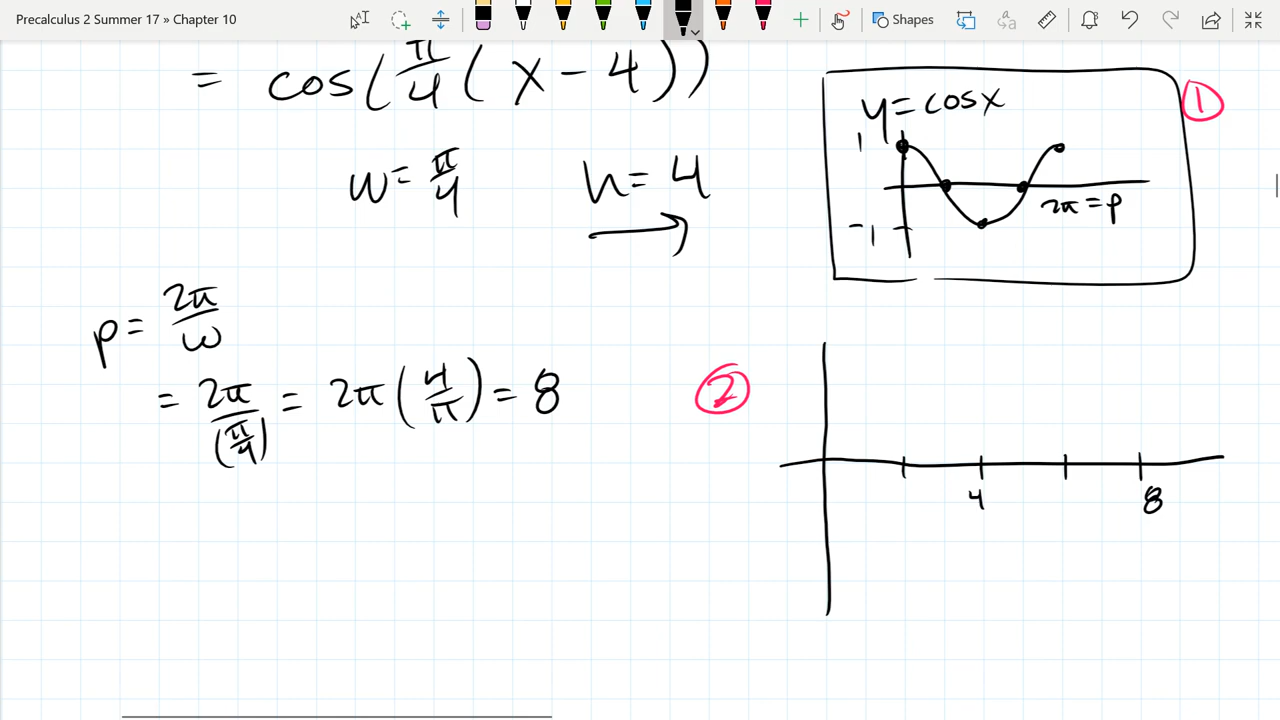 Precalculus 2 Summer 17 » Chapter 10
Shapes
= cos(π/4(x-4))
w=π/4 h=4
y=cosx
1
-1
2π=p
①
p=2π/w
=2π/(π/4)=2π(4/π)=8
②
4 8